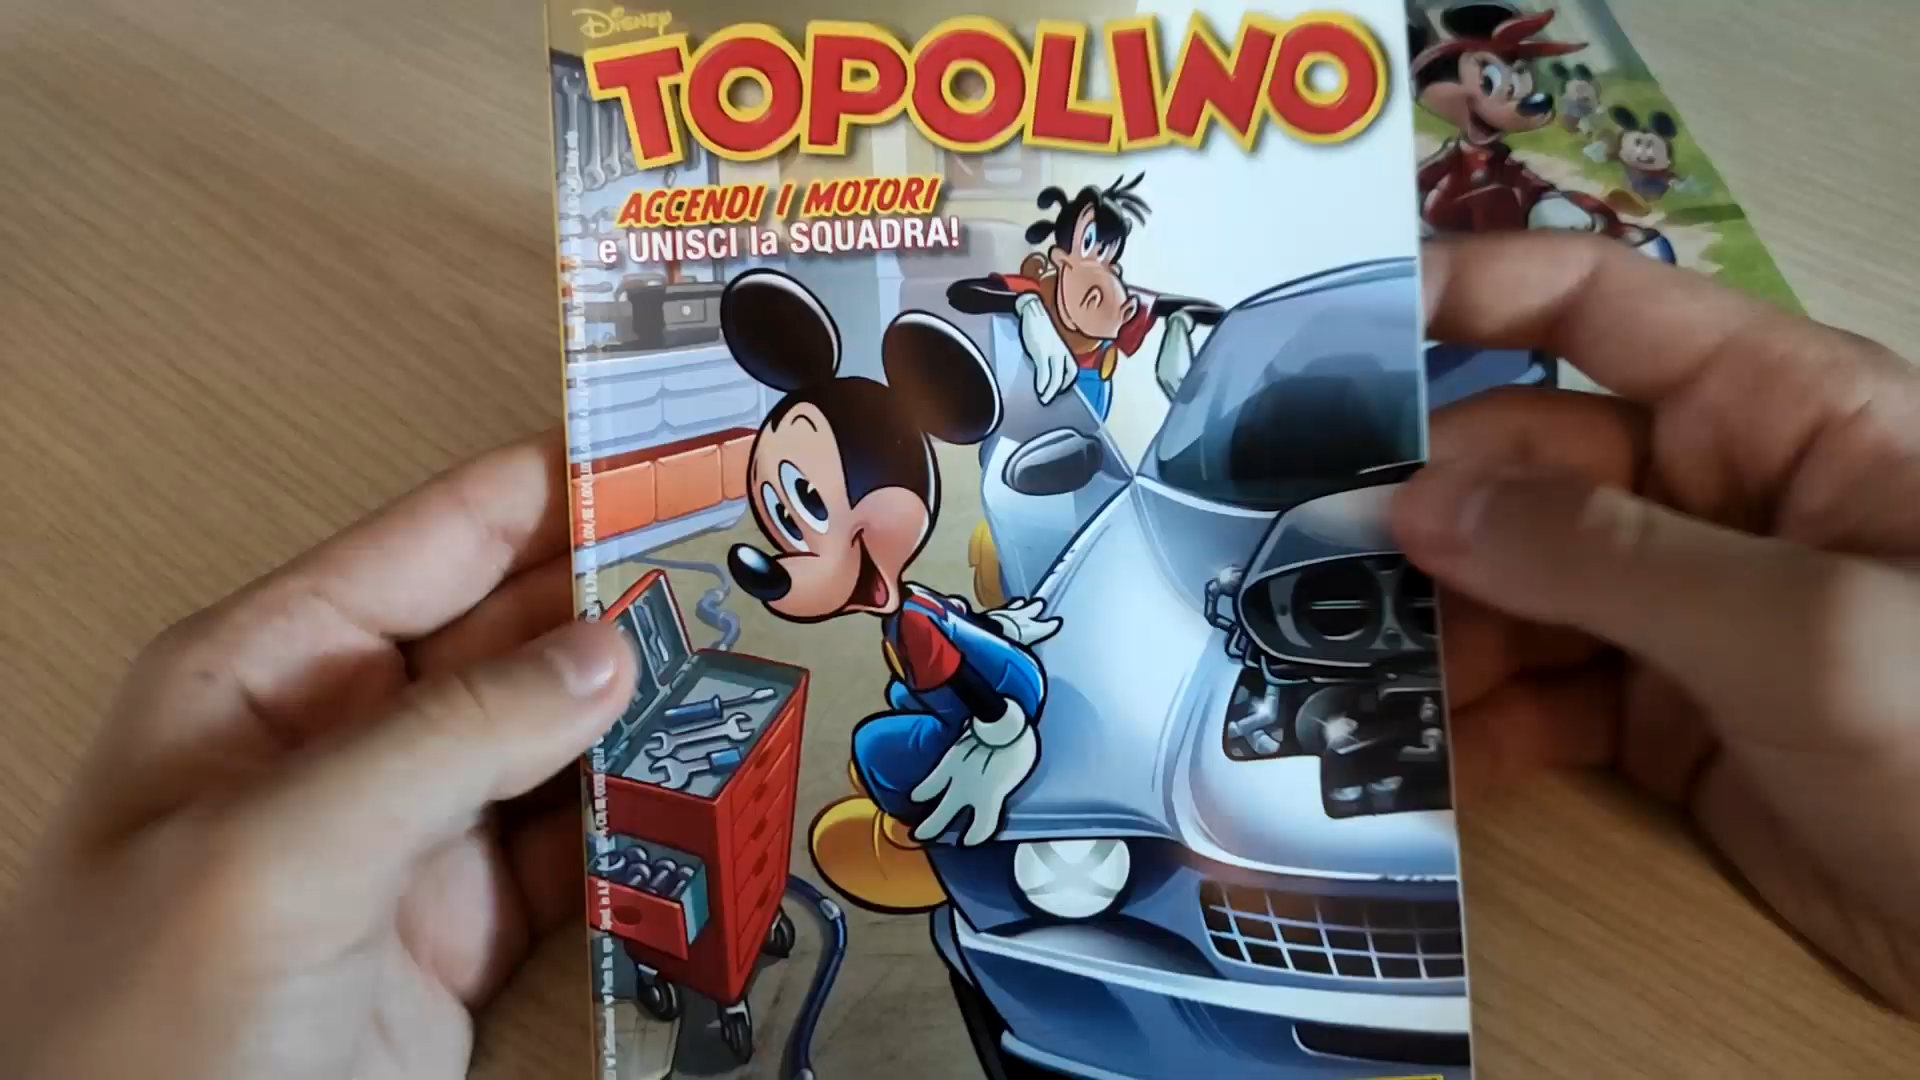 DISNEY
TOPOLINO
ACCENDI I MOTORI
e UNISCI la SQUADRA!